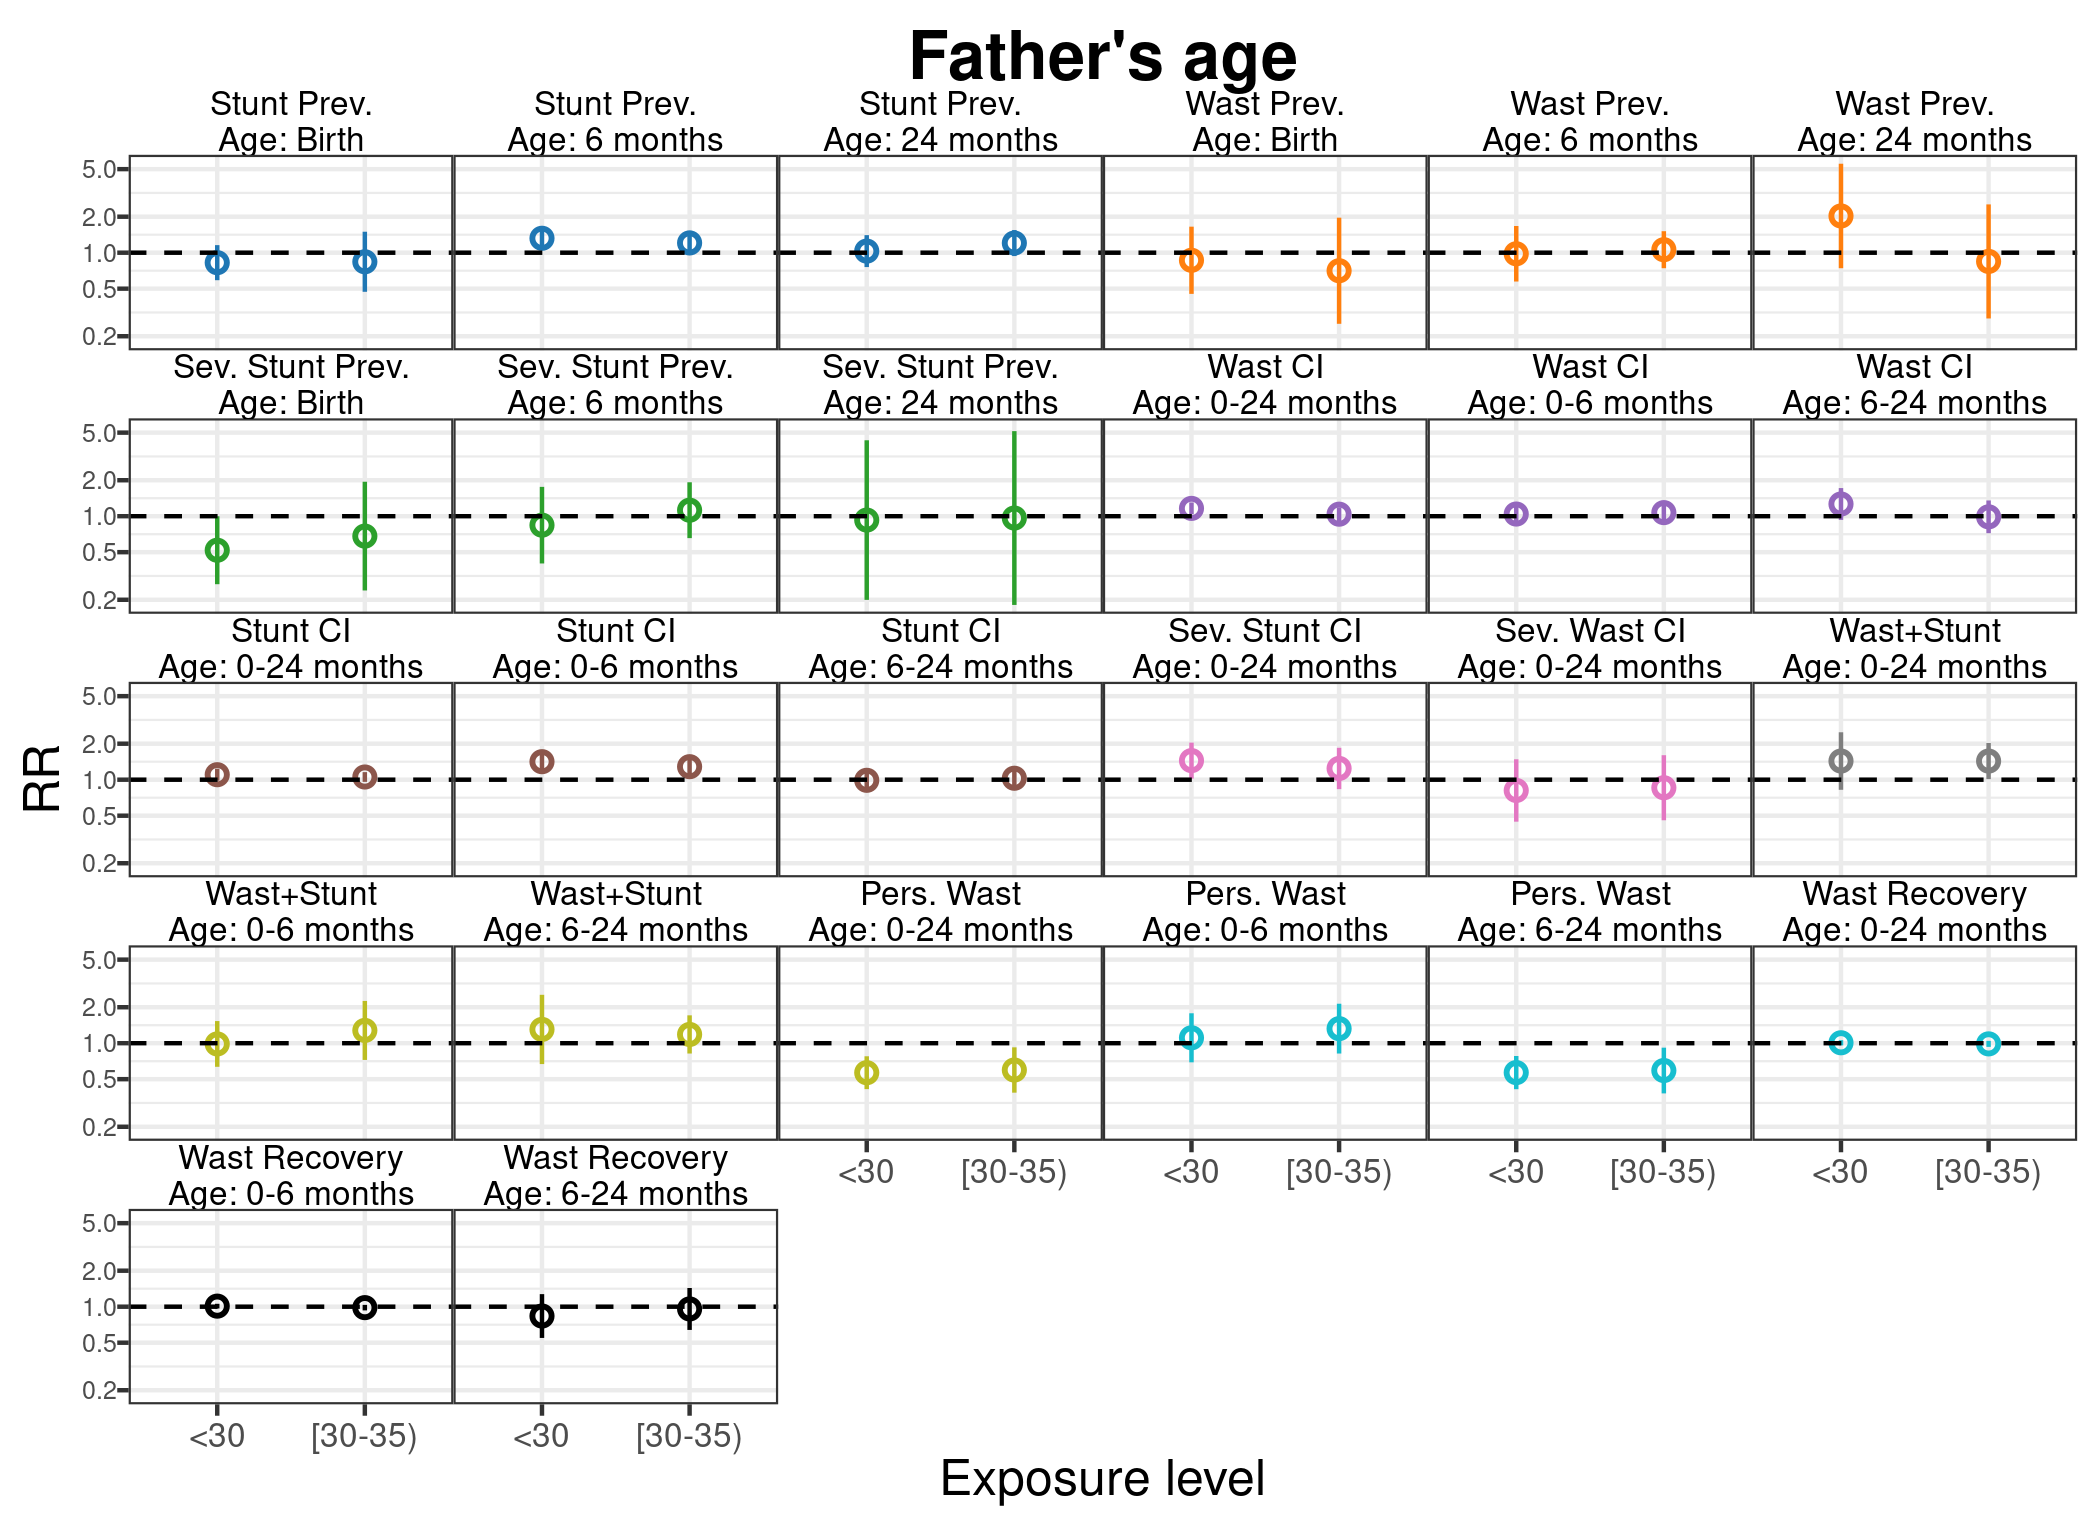 Father's age
Stunt Prev.
Age: Birth
Stunt Prev.
Age: 6 months
Stunt Prev.
Age: 24 months
Wast Prev.
Age: Birth
Wast Prev.
Age: 6 months
Wast Prev.
Age: 24 months
5.0
2.0
1.0
0.5
0.2
Sev. Stunt Prev.
Age: Birth
Sev. Stunt Prev.
Age: 6 months
Sev. Stunt Prev.
Age: 24 months
Wast CI
Age: 0-24 months
Wast CI
Age: 0-6 months
Wast CI
Age: 6-24 months
5.0
2.0
1.0
0.5
0.2
Stunt CI
Age: 0-24 months
Stunt CI
Age: 0-6 months
Stunt CI
Age: 6-24 months
Sev. Stunt CI
Age: 0-24 months
Sev. Wast CI
Age: 0-24 months
Wast+Stunt
Age: 0-24 months
RR
5.0
2.0
1.0
0.5
0.2
Wast+Stunt
Age: 0-6 months
Wast+Stunt
Age: 6-24 months
Pers. Wast
Age: 0-24 months
Pers. Wast
Age: 0-6 months
Pers. Wast
Age: 6-24 months
Wast Recovery
Age: 0-24 months
5.0
2.0
1.0
0.5
0.2
<30 [30-35) <30 [30-35) <30 [30-35) <30 [30-35)
Wast Recovery
Age: 0-6 months
Wast Recovery
Age: 6-24 months
5.0
2.0
1.0
0.5
0.2
<30 [30-35) <30 [30-35)
Exposure level